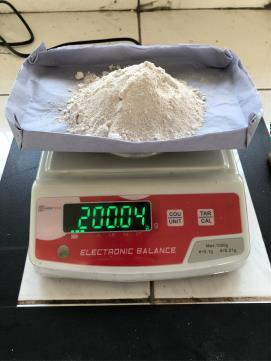 200.04 g
COU TAR
UNIT CAL
ELECTRONIC BALANCE